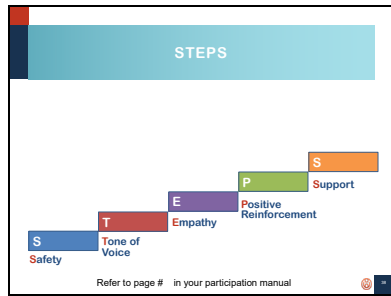 STEPS
S
Safety
T
Tone of
Voice
E
Empathy
P
Positive
Reinforcement
S
Support
Refer to page # in your participation manual